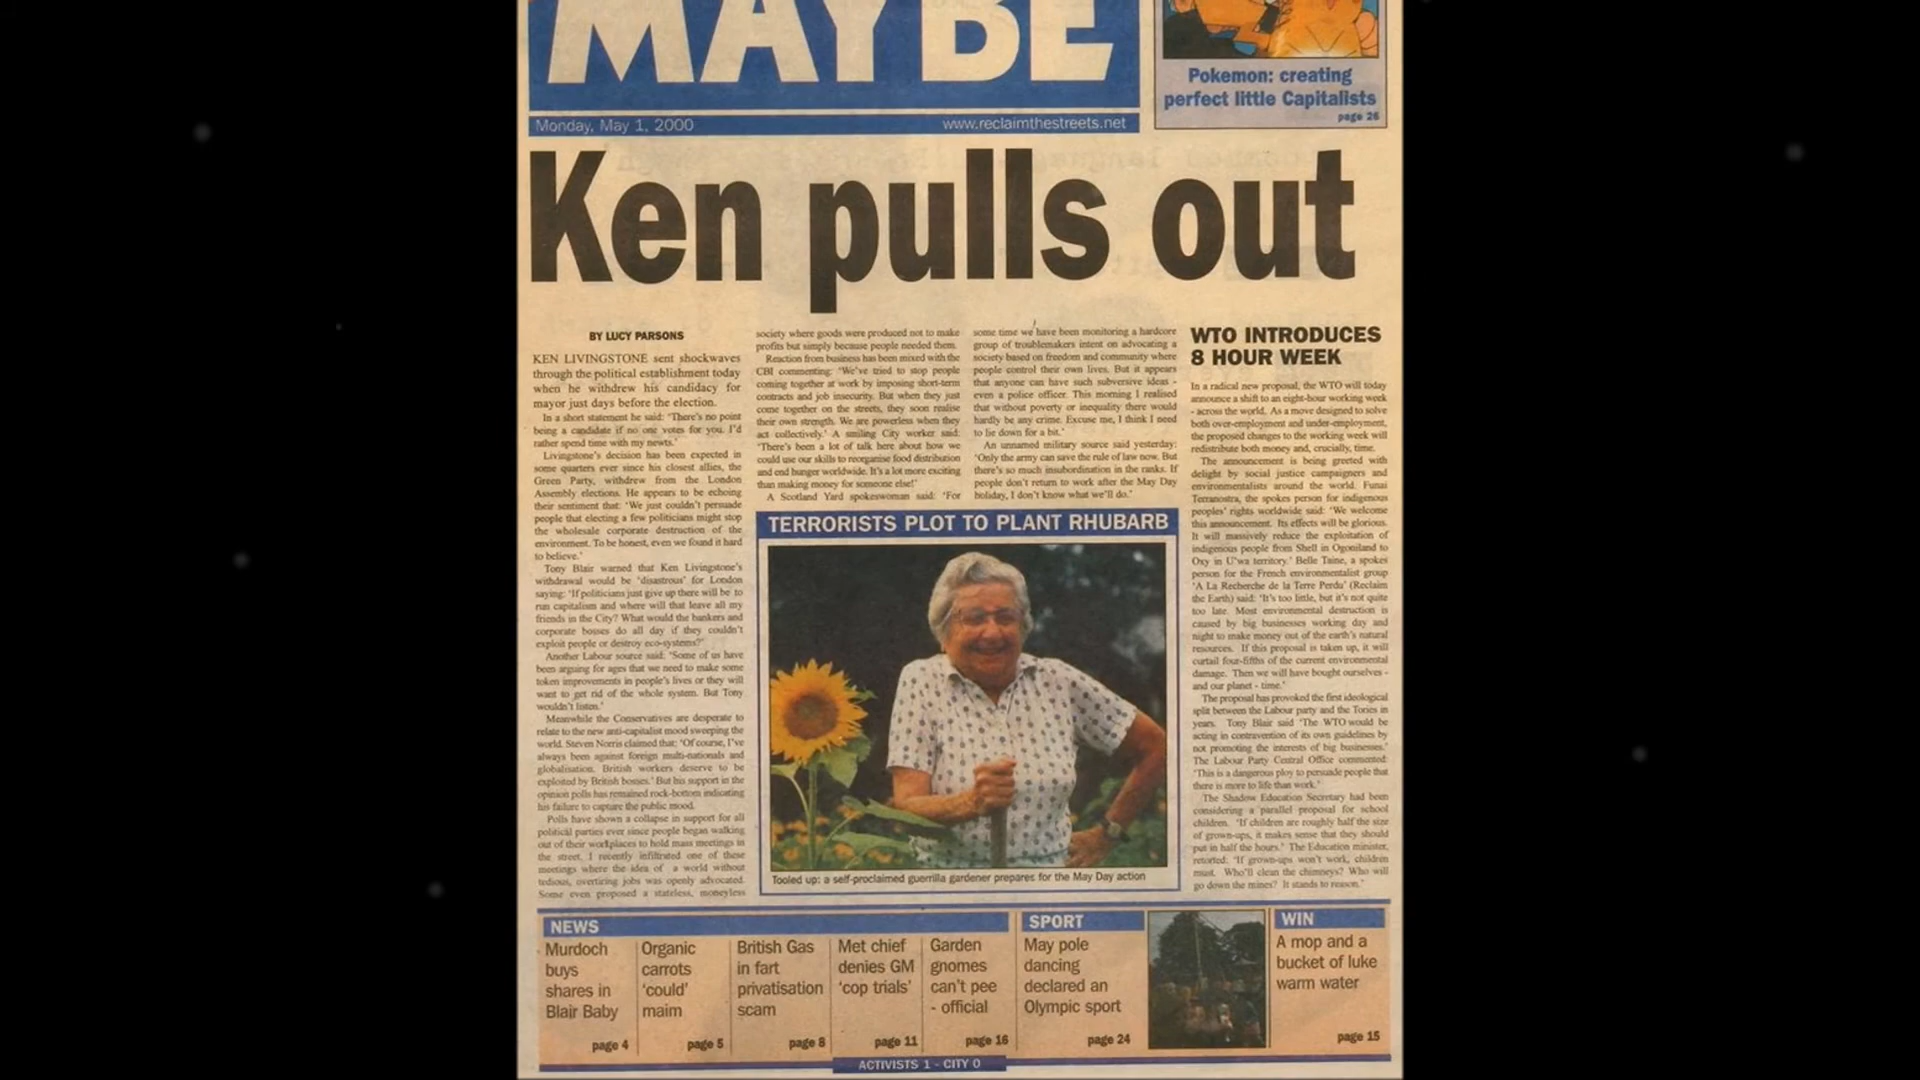 MAYBE
Pokemon: creating
perfect little Capitalists
page 26
Monday, May 1, 2000
www.reclaimthestreets.net
Ken pulls out
BY LUCY PARSONS
KEN LIVINGSTONE sent shockwaves
through the political establishment today
when he withdrew his candidacy for
mayor just days before the election.
In a short statement he said: 'There's no point
being a candidate if no one votes for you. I'd
rather spend time with my newts.'
Livingstone's decision has been expected in
some quarters ever since his closest allies, the
Green Party, withdrew from the London
Assembly elections. He appears to be echoing
their sentiment that: 'We just couldn't persuade
people that electing a few politicians might stop
the wholesale corporate destruction of the
environment. To be honest, even we found it hard
to believe.'
Tony Blair warned that Ken Livingstone's
withdrawal would be 'disastrous' for London
saying: 'If politicians just give up there will be to
run capitalism and where will that leave all my
friends in the City? What would the bankers and
corporate bosses do all day if they couldn't
exploit people or destroy eco-systems?'
Another Labour source said: 'Some of us have
been arguing for ages that we need to make some
token improvements in people's lives or they will
want to get rid of the whole system. But Tony
wouldn't listen.'
Meanwhile the Conservatives are desperate to
relate to the new anti-capitalist mood sweeping the
world. Steven Norris claimed that: 'Of course, I've
always been against foreign multi-nationals and
globalisation. British workers deserve to be
exploited by British bosses.' But his support in the
opinion polls has remained rock-bottom indicating
his failure to capture the public mood.
Polls have shown a collapse in support for all
political parties ever since people began walking
out of their workplaces to hold mass meetings in
the street. I recently infiltrated one of these
meetings where the idea of a world without
tedious, overtiring jobs was openly advocated.
Some even proposed a stateless, moneyless
society where goods were produced not to make
profits but simply because people needed them.
Reaction from business has been mixed with the
CBI commenting: 'We've tried to stop people
coming together at work by imposing short-term
contracts and job insecurity. But when they just
come together on the streets, they soon realise
their own strength. We are powerless when they
act collectively.' A smiling City worker said:
'There's been a lot of talk here about how we
could use our skills to reorganise food distribution
and end hunger worldwide. It's a lot more exciting
than making money for someone else!'
A Scotland Yard spokeswoman said: 'For
some time we have been monitoring a hardcore
group of troublemakers intent on advocating a
society based on freedom and community where
people control their own lives. But it appears
that anyone can have such subversive ideas -
even a police officer. This morning I realised
that without poverty or inequality there would
hardly be any crime. Excuse me, I think I need
to lie down for a bit.'
An unnamed military source said yesterday:
'Only the army can save the rule of law now. But
there's so much insubordination in the ranks. If
people don't return to work after the May Day
holiday, I don't know what we'll do.'
TERRORISTS PLOT TO PLANT RHUBARB
Tooled up: a self-proclaimed guerrilla gardener prepares for the May Day action
WTO INTRODUCES
8 HOUR WEEK
In a radical new proposal, the WTO will today
announce a shift to an eight-hour working week
- across the world. As a move designed to solve
both over-employment and under-employment,
the proposed changes to the working week will
redistribute both money and, crucially, time.
The announcement is being greeted with
delight by social justice campaigners and
environmentalists around the world. Funai
Terranostra, the spokes person for indigenous
peoples' rights worldwide said: 'We welcome
this announcement. Its effects will be glorious.
It will massively reduce the exploitation of
indigenous people from Shell in Ogoniland to
Oxy in U'wa territory.' Belle Taine, a spokes
person for the French environmentalist group
'A La Recherche de la Terre Perdu' (Reclaim
the Earth) said: 'It's too little, but it's not quite
too late. Most environmental destruction is
caused by big businesses working day and
night to make money out of the earth's natural
resources. If this proposal is taken up, it will
curtail four-fifths of the current environmental
damage. Then we will have bought ourselves -
and our planet - time.'
The proposal has provoked the first ideological
split between the Labour party and the Tories in
years. Tony Blair said 'The WTO would be
acting in contravention of its own guidelines by
not promoting the interests of big businesses.'
The Labour Party Central Office commented:
'This is a dangerous ploy to persuade people that
there is more to life than work.'
The Shadow Education Secretary had been
considering a parallel proposal for school
children. 'If children are roughly half the size
of grown-ups, it makes sense that they should
put in half the hours.' The Education minister,
retorted: 'If grown-ups won't work, children
must. Who'll clean the chimneys? Who will
go down the mines? It stands to reason.'
NEWS
Murdoch
buys
shares in
Blair Baby
page 4
Organic
carrots
'could'
maim
page 5
British Gas
in fart
privatisation
scam
page 8
Met chief
denies GM
'cop trials'
page 11
Garden
gnomes
can't pee
- official
page 16
SPORT
May pole
dancing
declared an
Olympic sport
page 24
WIN
A mop and a
bucket of luke
warm water
page 15
ACTIVISTS 1 - CITY 0